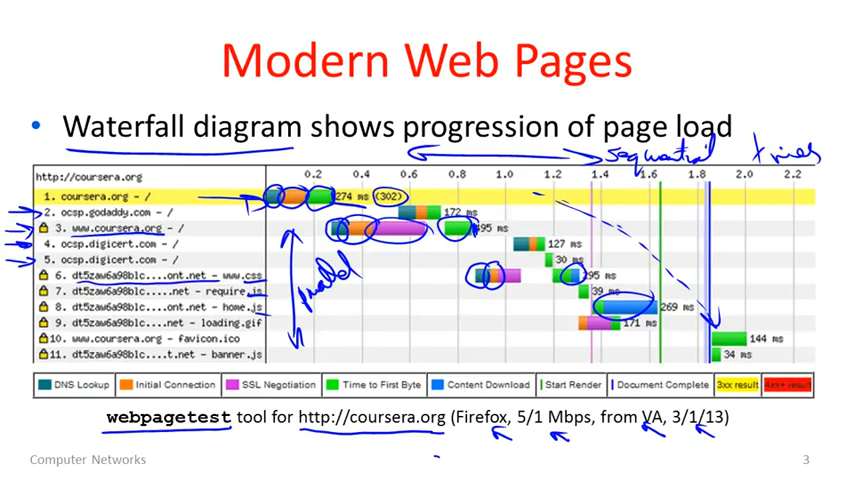 Modern Web Pages
• Waterfall diagram shows progression of page load
sequential
times
http://coursera.org 0.2 0.4 0.6 0.8 1.0 1.2 1.4 1.6 1.8 2.0 2.2
1. coursera.org - / 274 ms (302)
2. ocsp.godaddy.com - / 172 ms
3. www.coursera.org - / 495 ms
4. ocsp.digicert.com - / 127 ms
5. ocsp.digicert.com - / 30 ms
6. dt5zaw6a98blc....ont.net - www.css 295 ms
7. dt5zaw6a98blc....ont.net - require.js 39 ms
8. dt5zaw6a98blc....ont.net - home.js 269 ms
9. dt5zaw6a98blc....net - loading.gif 171 ms
10. www.coursera.org - favicon.ico 144 ms
11. dt5zaw6a98blc....t.net - banner.js 34 ms
parallel
DNS Lookup Initial Connection SSL Negotiation Time to First Byte Content Download Start Render Document Complete 3xx result 4xx+ result
webpagetest tool for http://coursera.org (Firefox, 5/1 Mbps, from VA, 3/1/13)
Computer Networks 3